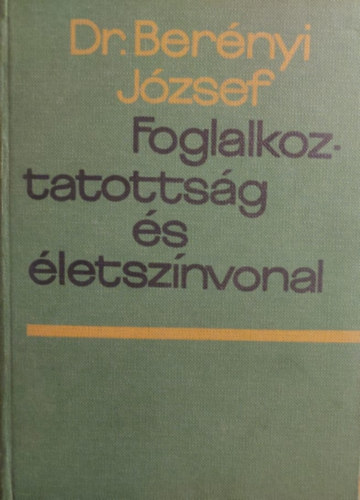 Dr. Berényi
József
Foglalkoz-
tatottság
és
életszínvonal